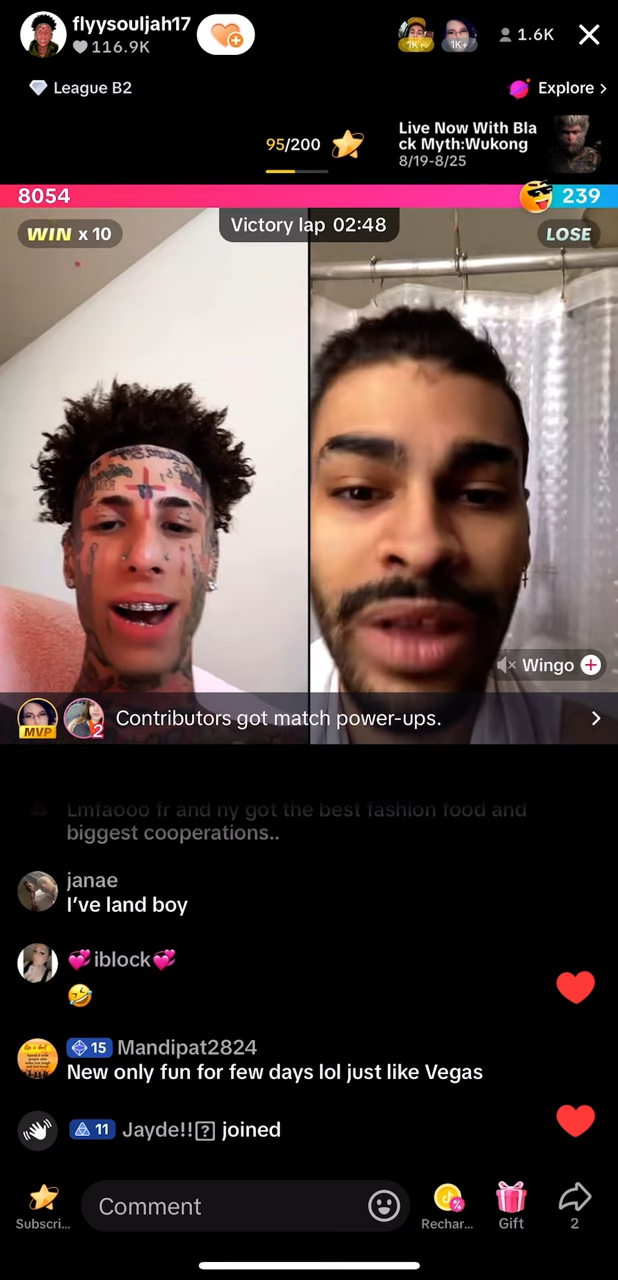 flyysouljah17
116.9K
1K+
1K+
1.6K
League B2
Explore
95/200
Live Now With Bla
ck Myth:Wukong
8/19-8/25
8054
239
WIN x 10
Victory lap 02:48
LOSE
Wingo
MVP
2
Contributors got match power-ups.
Lmfaooo fr and ny got the best fashion food and
biggest cooperations..
janae
I've land boy
💞iblock💞
🤣
15 Mandipat2824
New only fun for few days lol just like Vegas
11 Jayde!! joined
Comment
Subscri...
Rechar...
Gift
2